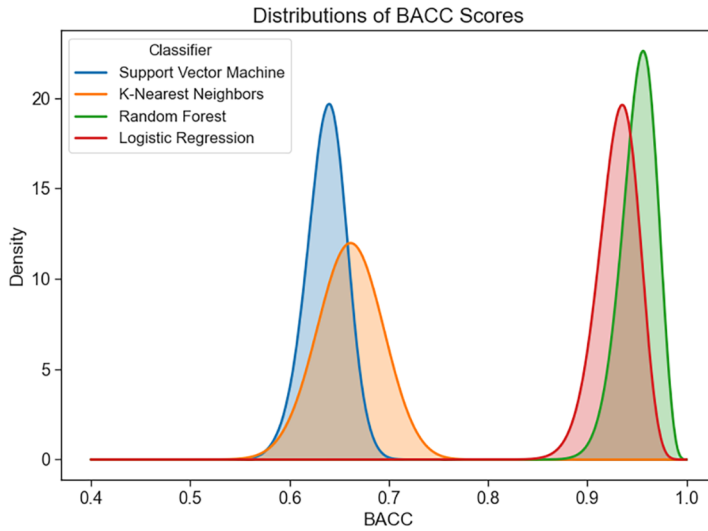 Distributions of BACC Scores
Classifier
Support Vector Machine
K-Nearest Neighbors
Random Forest
Logistic Regression
Density
20
15
10
5
0
0.4 0.5 0.6 0.7 0.8 0.9 1.0
BACC